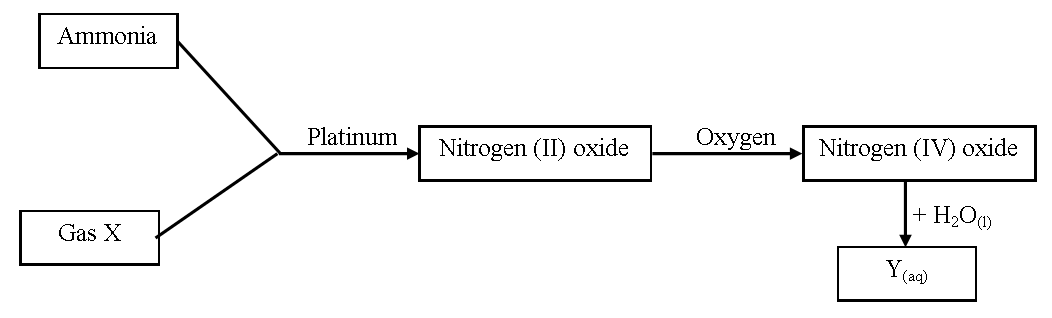 Ammonia
Platinum
Nitrogen (II) oxide
Oxygen
Nitrogen (IV) oxide
Gas X
+ H₂O₍ₗ₎
Y₍aq₎